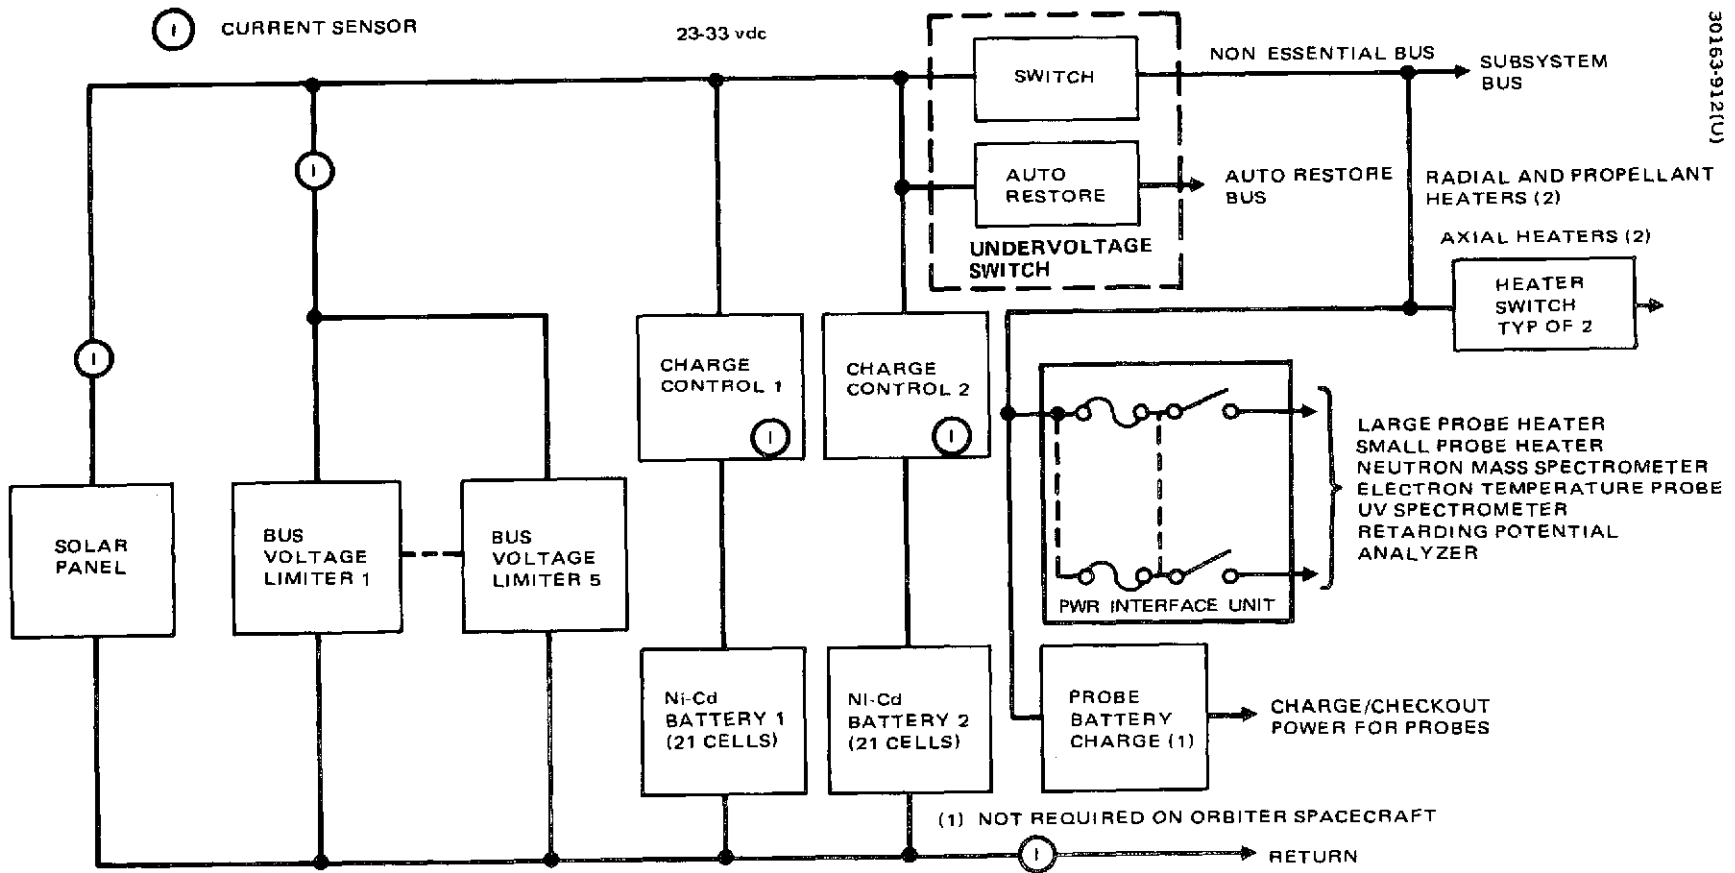 CURRENT SENSOR
23-33 vdc
30163-912(U)
SWITCH
NON ESSENTIAL BUS
SUBSYSTEM
BUS
AUTO
RESTORE
AUTO RESTORE
BUS
UNDERVOLTAGE
SWITCH
RADIAL AND PROPELLANT
HEATERS (2)
AXIAL HEATERS (2)
HEATER
SWITCH
TYP OF 2
I
I
I
CHARGE
CONTROL 1
I
CHARGE
CONTROL 2
I
LARGE PROBE HEATER
SMALL PROBE HEATER
NEUTRON MASS SPECTROMETER
ELECTRON TEMPERATURE PROBE
UV SPECTROMETER
RETARDING POTENTIAL
ANALYZER
PWR INTERFACE UNIT
SOLAR
PANEL
BUS
VOLTAGE
LIMITER 1
BUS
VOLTAGE
LIMITER 5
Ni-Cd
BATTERY 1
(21 CELLS)
Ni-Cd
BATTERY 2
(21 CELLS)
PROBE
BATTERY
CHARGE (1)
CHARGE/CHECKOUT
POWER FOR PROBES
(1) NOT REQUIRED ON ORBITER SPACECRAFT
I
RETURN